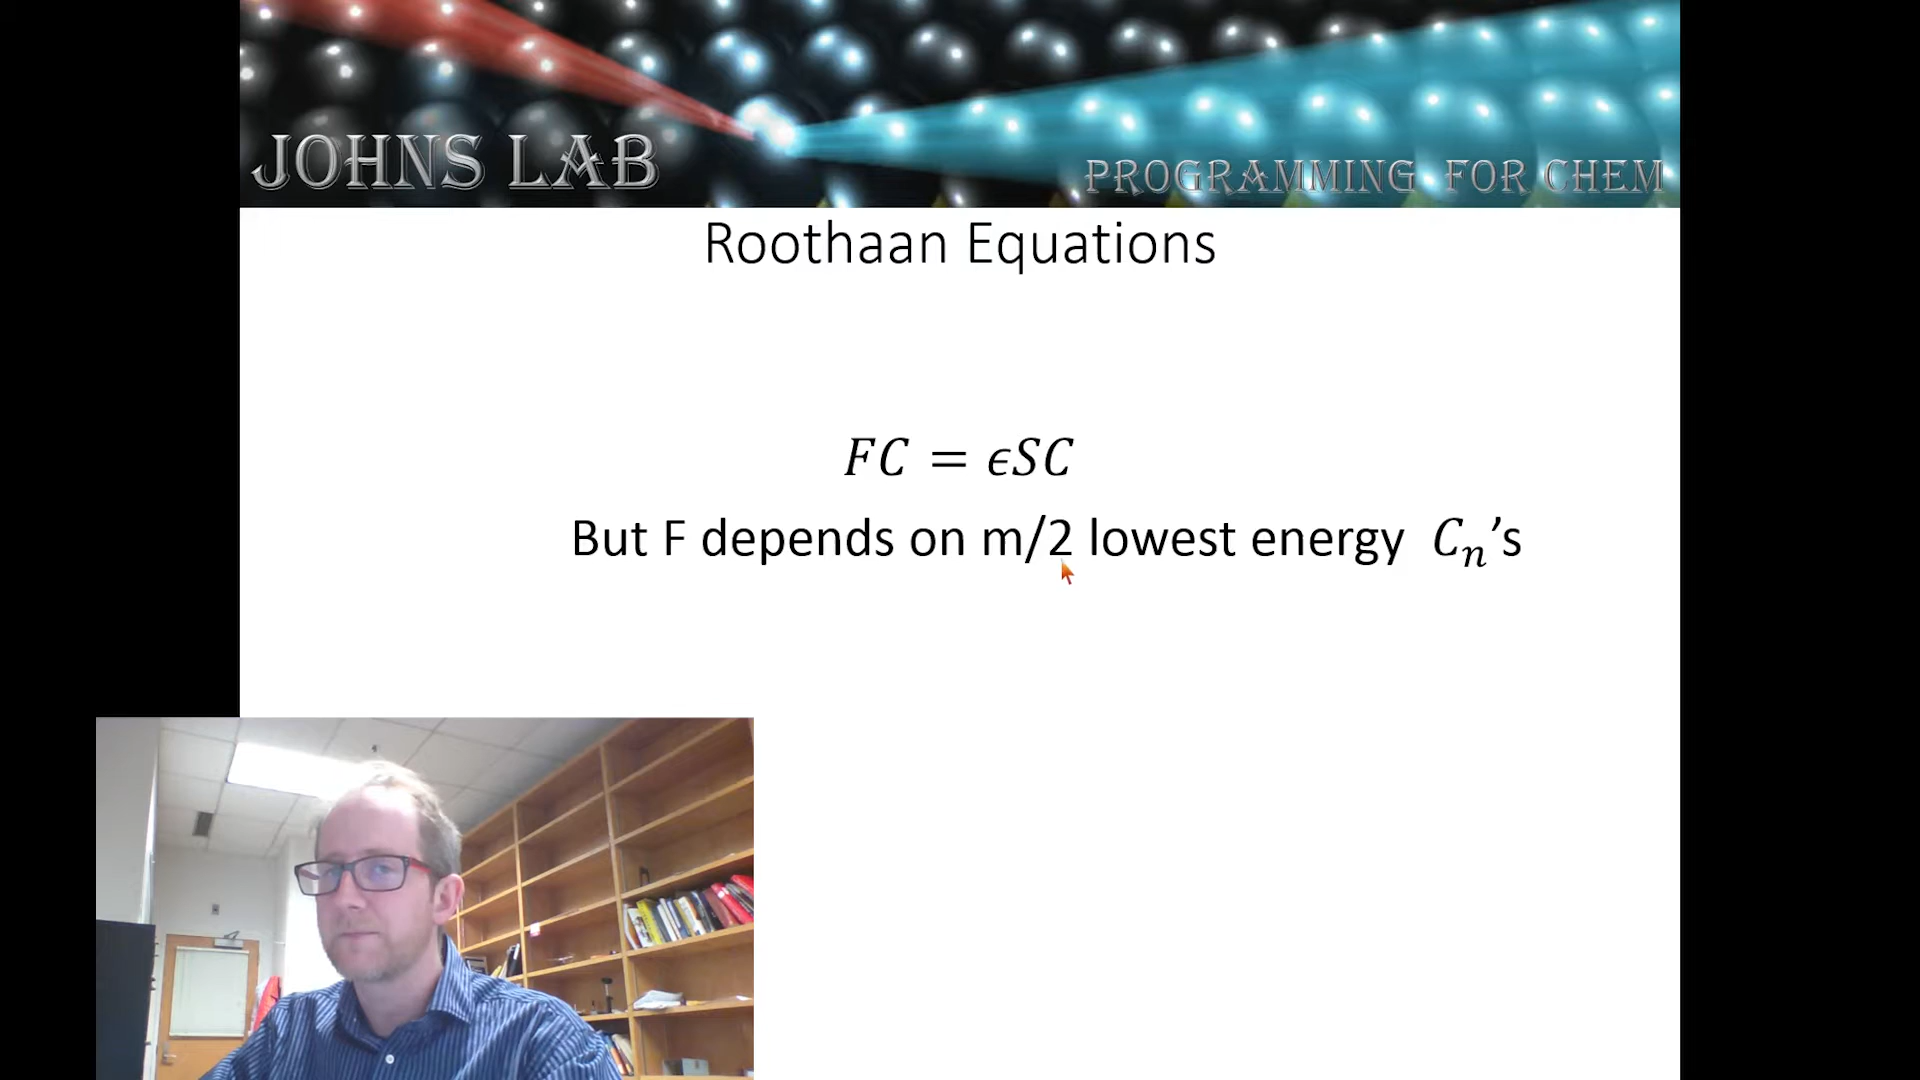 JOHNS LAB
PROGRAMMING FOR CHEM
Roothaan Equations
FC = ϵSC
But F depends on m/2 lowest energy Cₙ’s